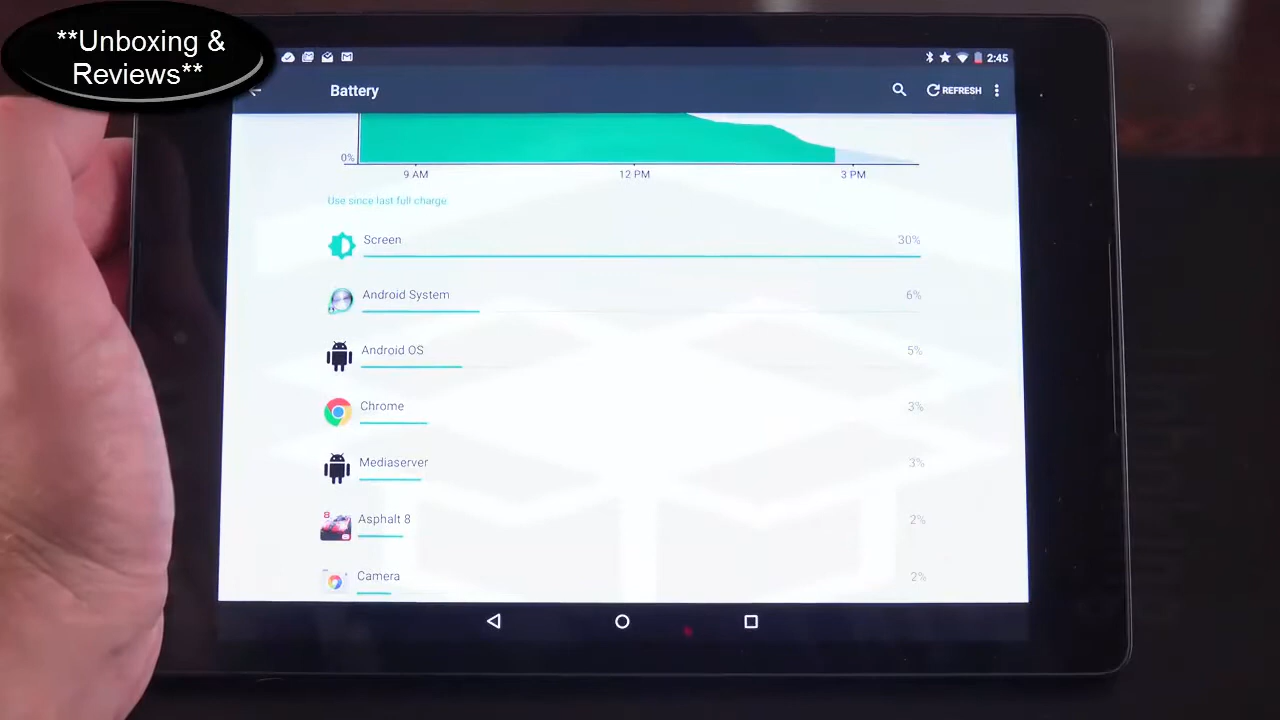 **Unboxing &
Reviews**
2:45
Battery
REFRESH
0%
9 AM 12 PM 3 PM
Use since last full charge
Screen 30%
Android System 6%
Android OS 5%
Chrome 3%
Mediaserver 3%
8
Asphalt 8 2%
Camera 2%